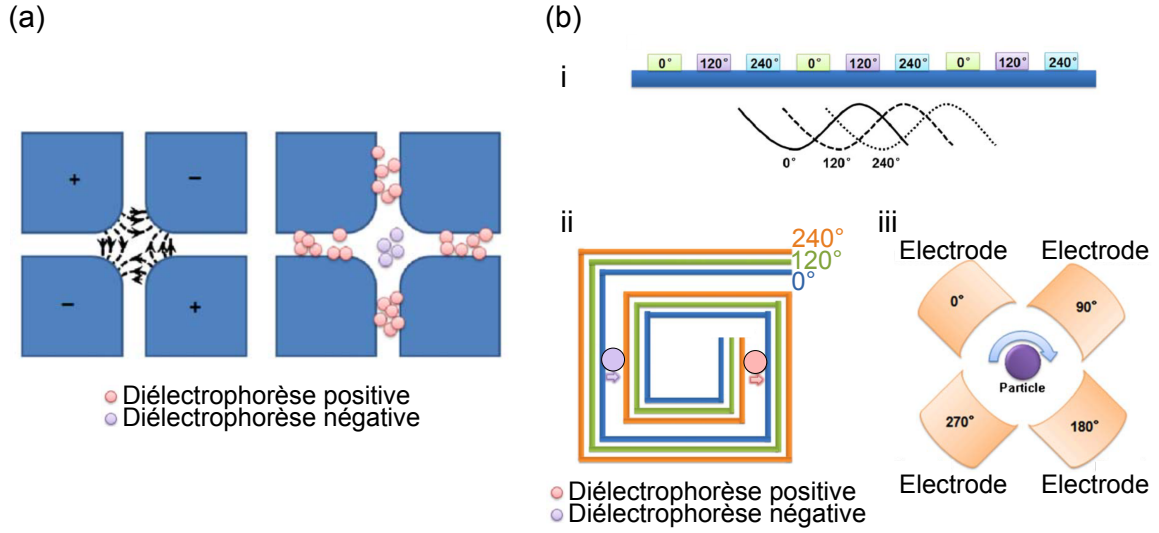 (a)
+
−
−
+
Diélectrophorèse positive
Diélectrophorèse négative
(b)
i
0° 120° 240° 0° 120° 240° 0° 120° 240°
0° 120° 240°
ii
240°
120°
0°
Diélectrophorèse positive
Diélectrophorèse négative
iii
Electrode Electrode
0° 90°
Particle
270° 180°
Electrode Electrode